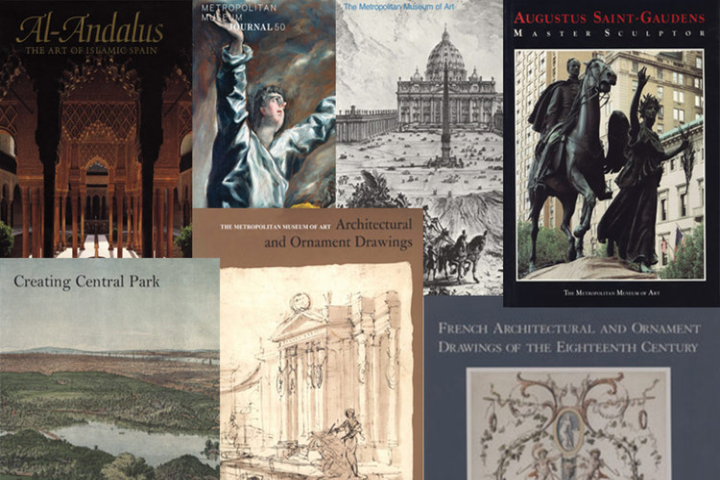 Al-Andalus
THE ART OF ISLAMIC SPAIN
METROPOLITAN
MUSEUM
JOURNAL 50
The Metropolitan Museum of Art
AUGUSTUS SAINT-GAUDENS
MASTER SCULPTOR
THE METROPOLITAN MUSEUM OF ART
THE METROPOLITAN MUSEUM OF ART Architectural
and Ornament Drawings
Creating Central Park
FRENCH ARCHITECTURAL AND ORNAMENT
DRAWINGS OF THE EIGHTEENTH CENTURY